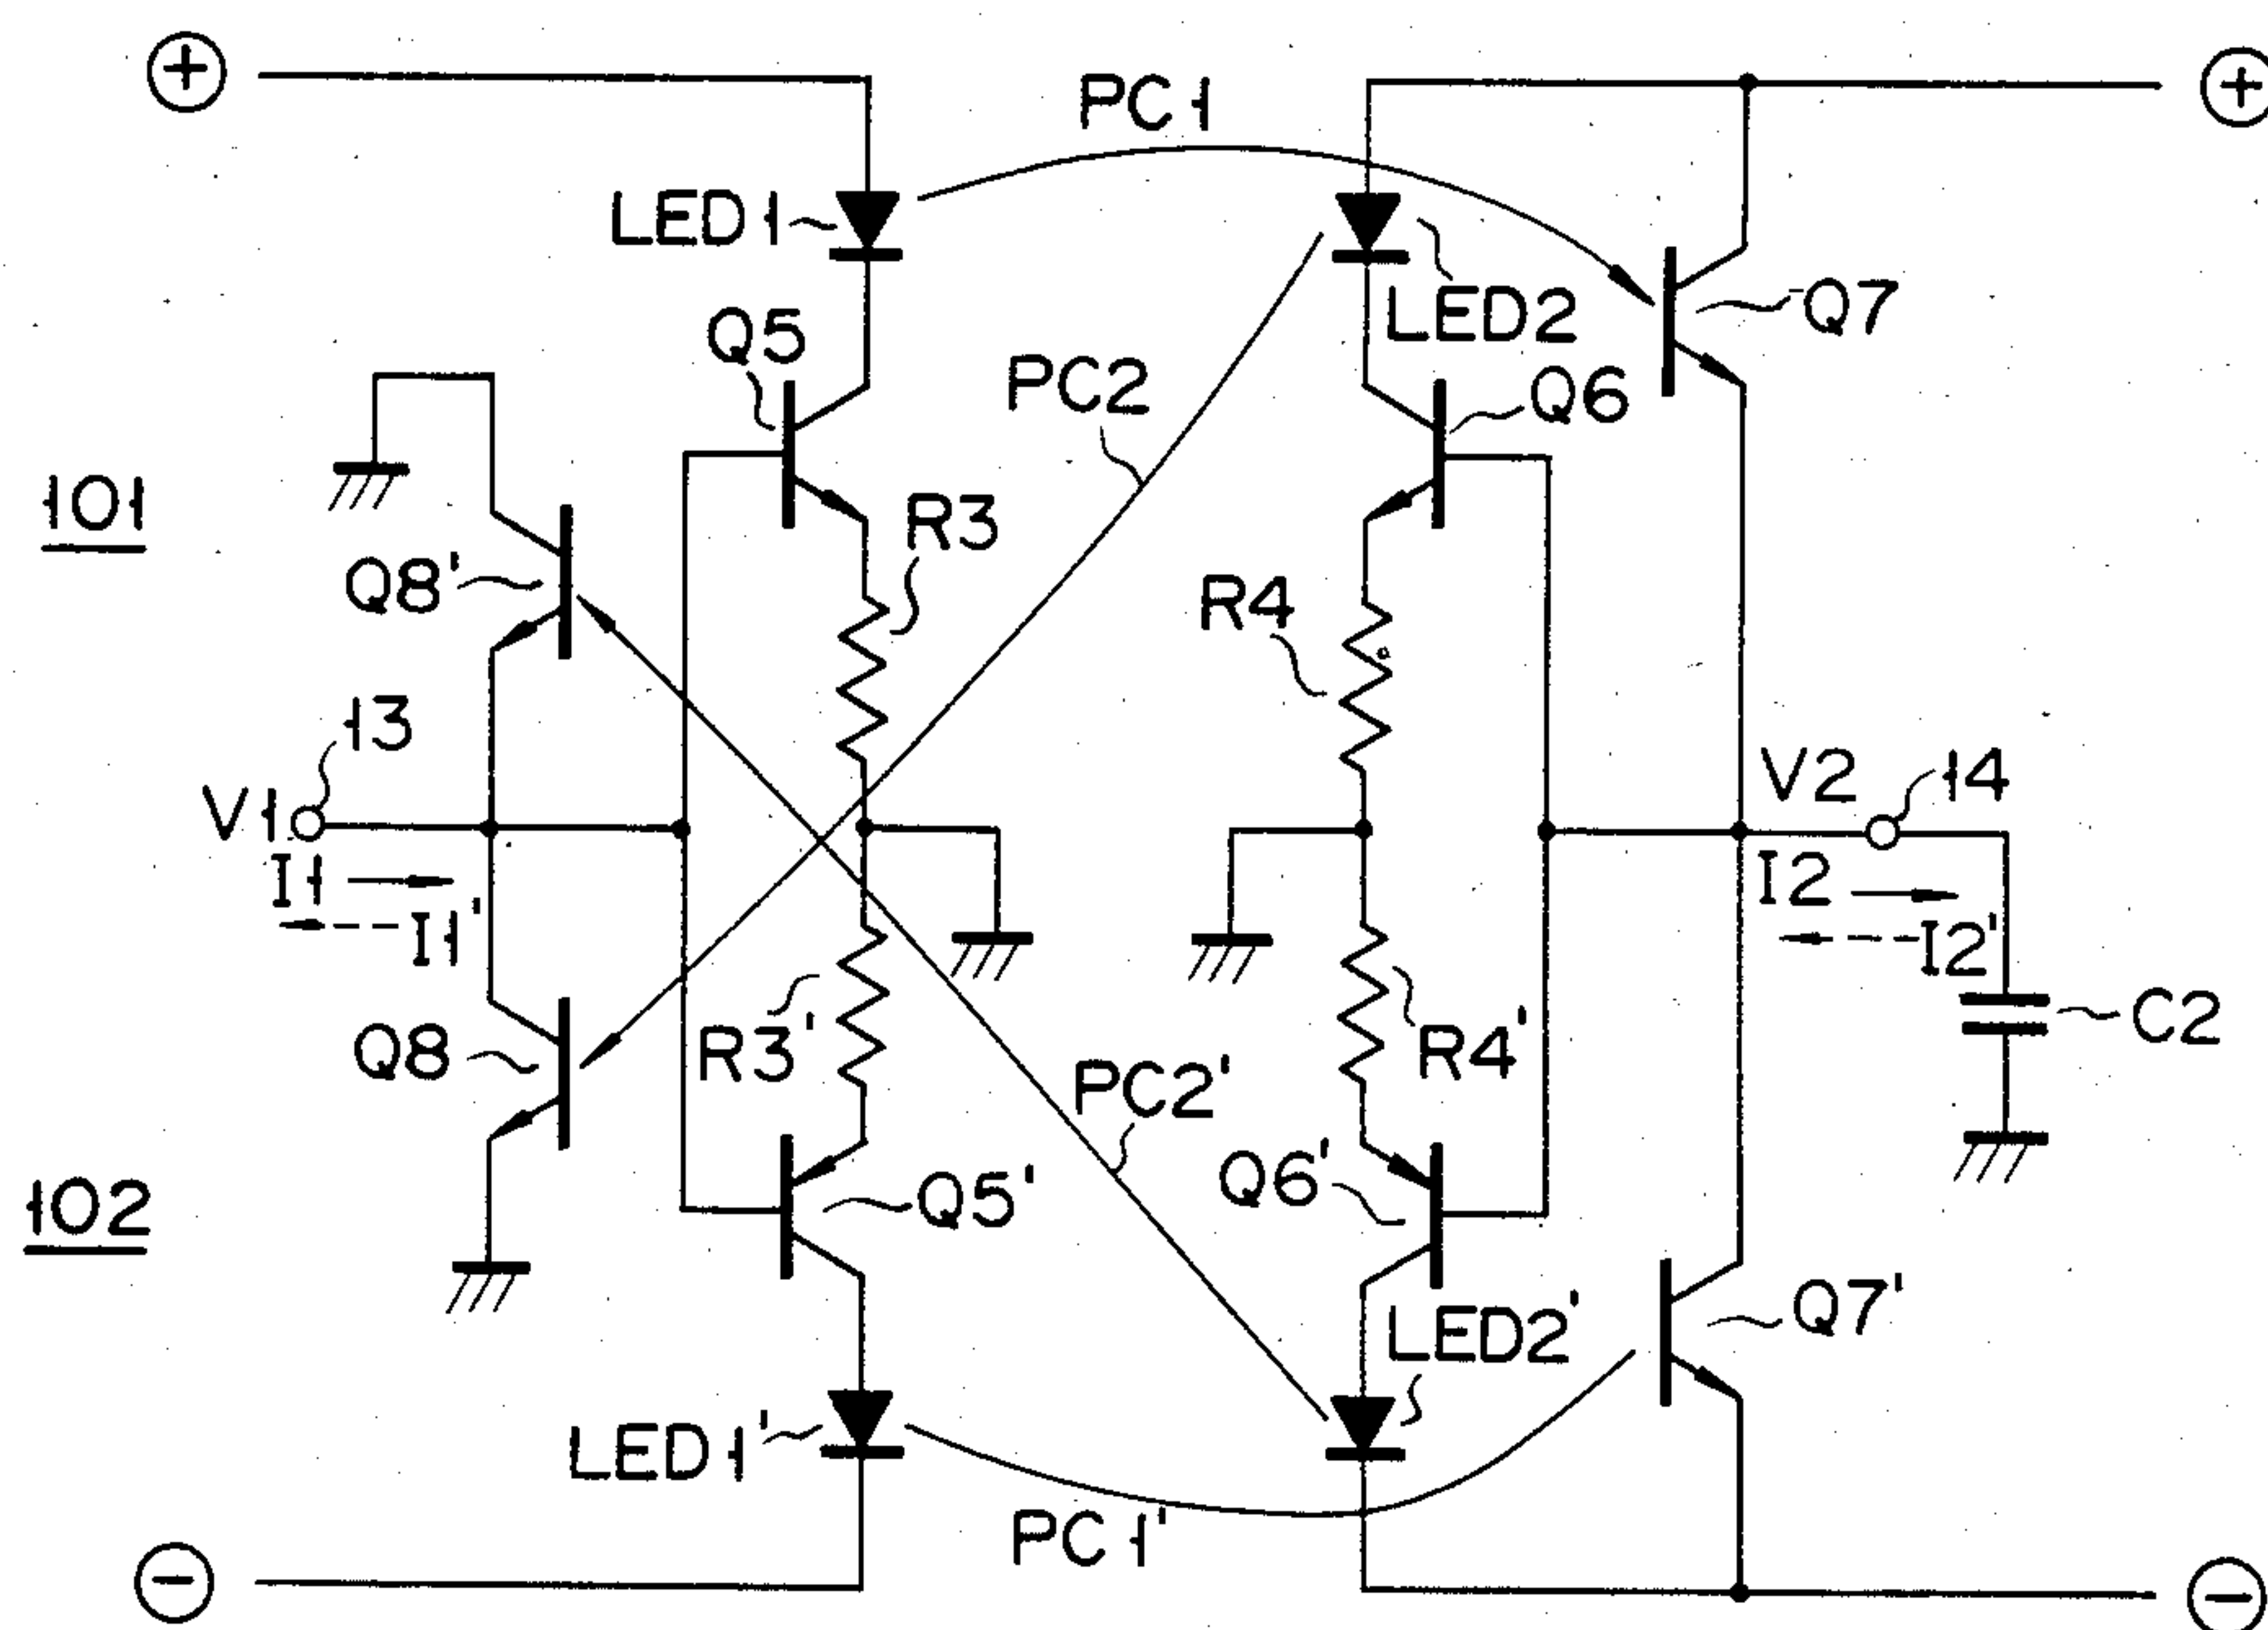 +
+
PC1
LED1
LED2
Q7
Q5
PC2
Q6
101
R3
Q8'
R4
13
V1
V2
14
I1
I1'
I2
I2'
C2
Q8
R3'
R4'
PC2'
102
Q5'
Q6'
Q7'
LED2'
LED1'
PC1'
−
−